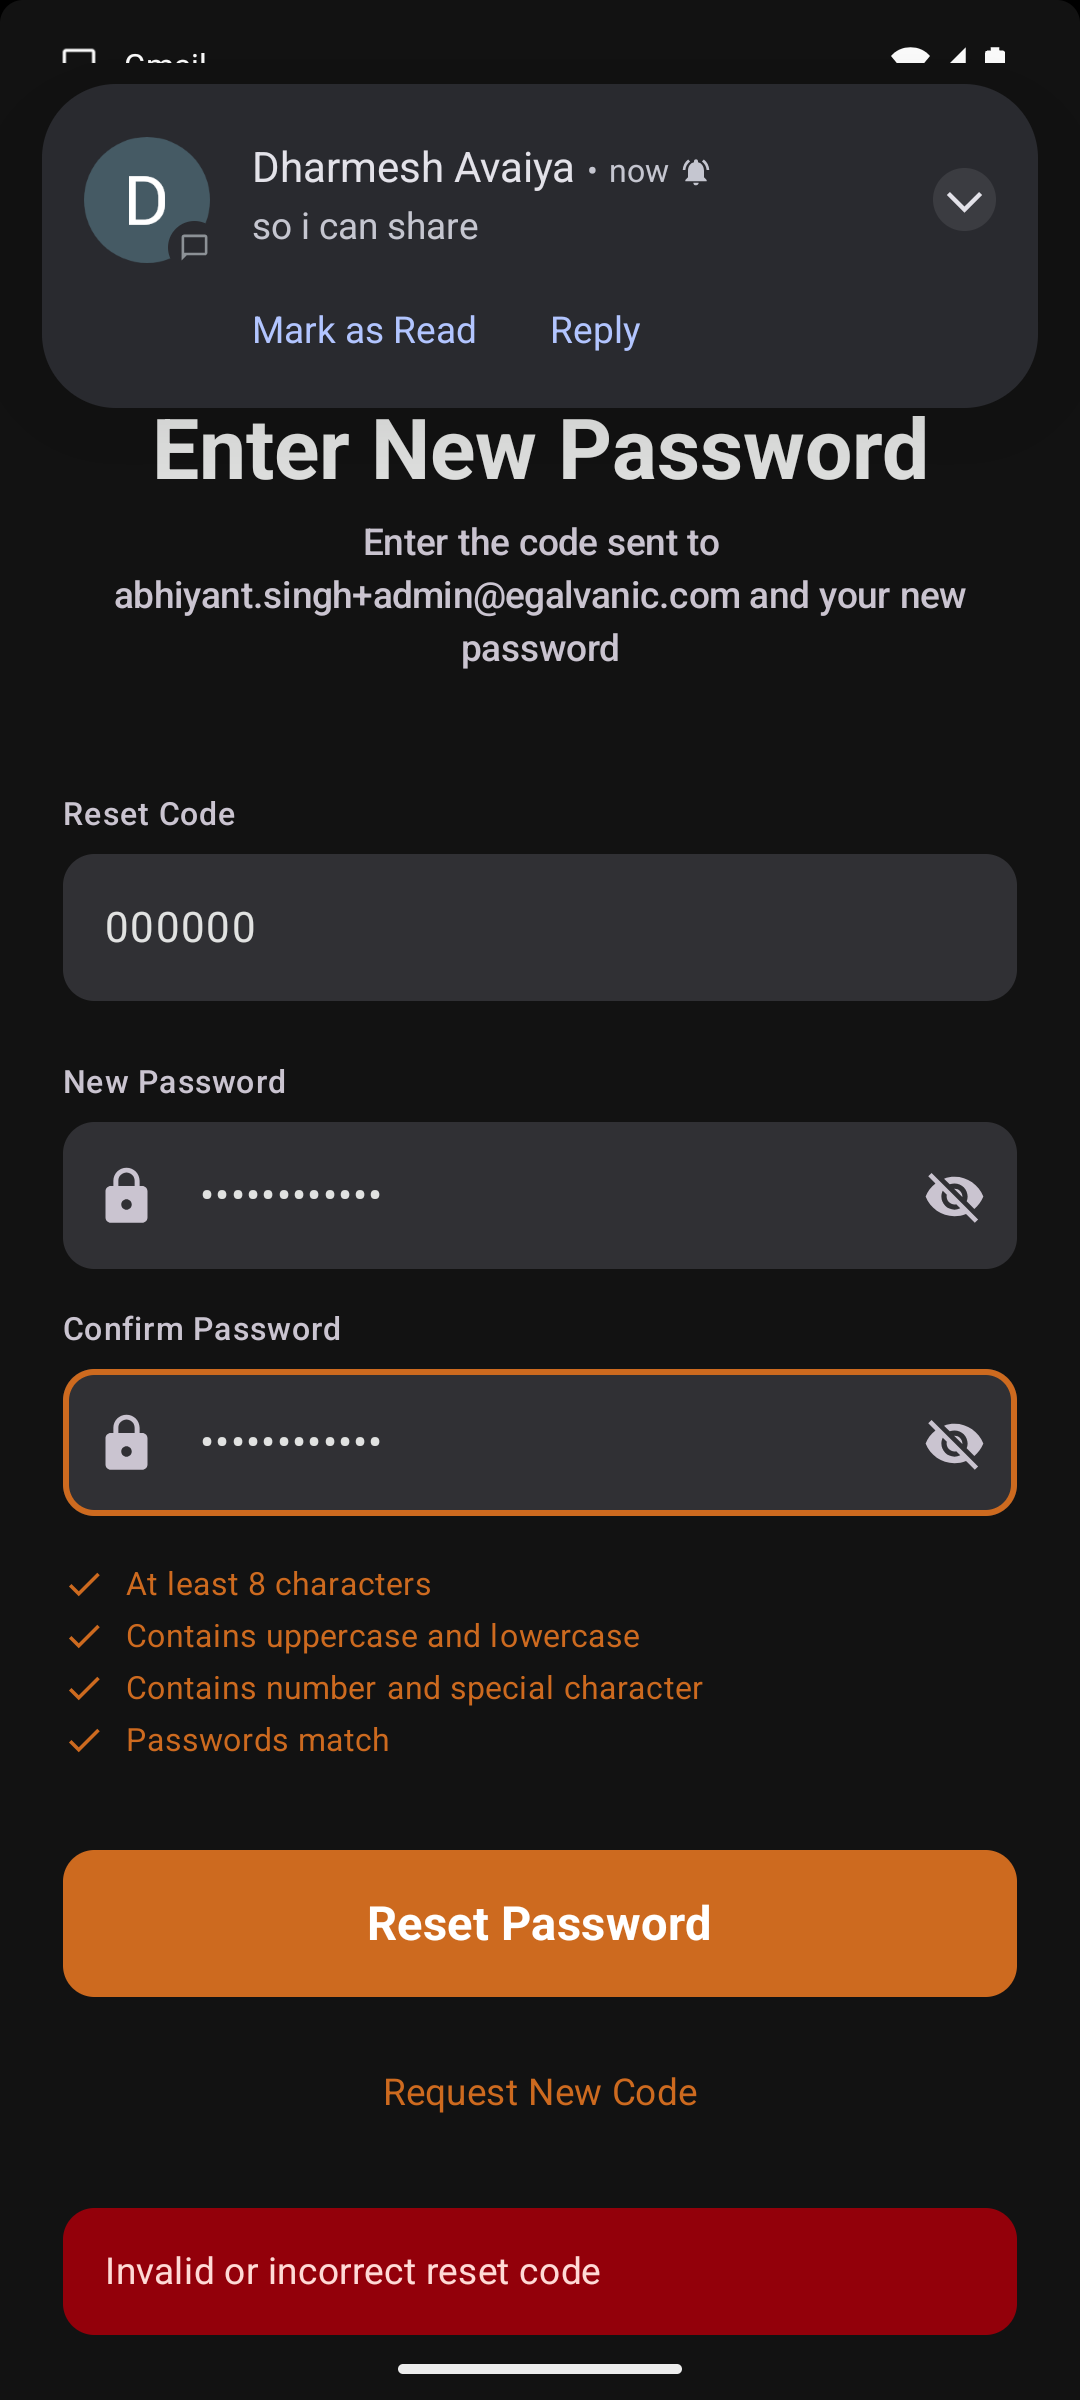 Gmail
D
Dharmesh Avaiya • now
so i can share
Mark as Read Reply
Enter New Password
Enter the code sent to
abhiyant.singh+admin@egalvanic.com and your new
password
Reset Code
000000
New Password
••••••••••••
Confirm Password
••••••••••••
At least 8 characters
Contains uppercase and lowercase
Contains number and special character
Passwords match
Reset Password
Request New Code
Invalid or incorrect reset code